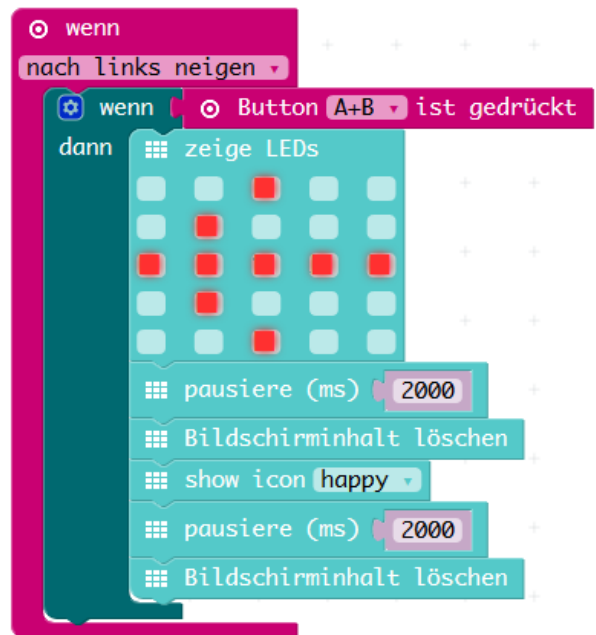 wenn
nach links neigen
wenn Button A+B ist gedrückt
dann zeige LEDs
pausiere (ms) 2000
Bildschirminhalt löschen
show icon happy
pausiere (ms) 2000
Bildschirminhalt löschen